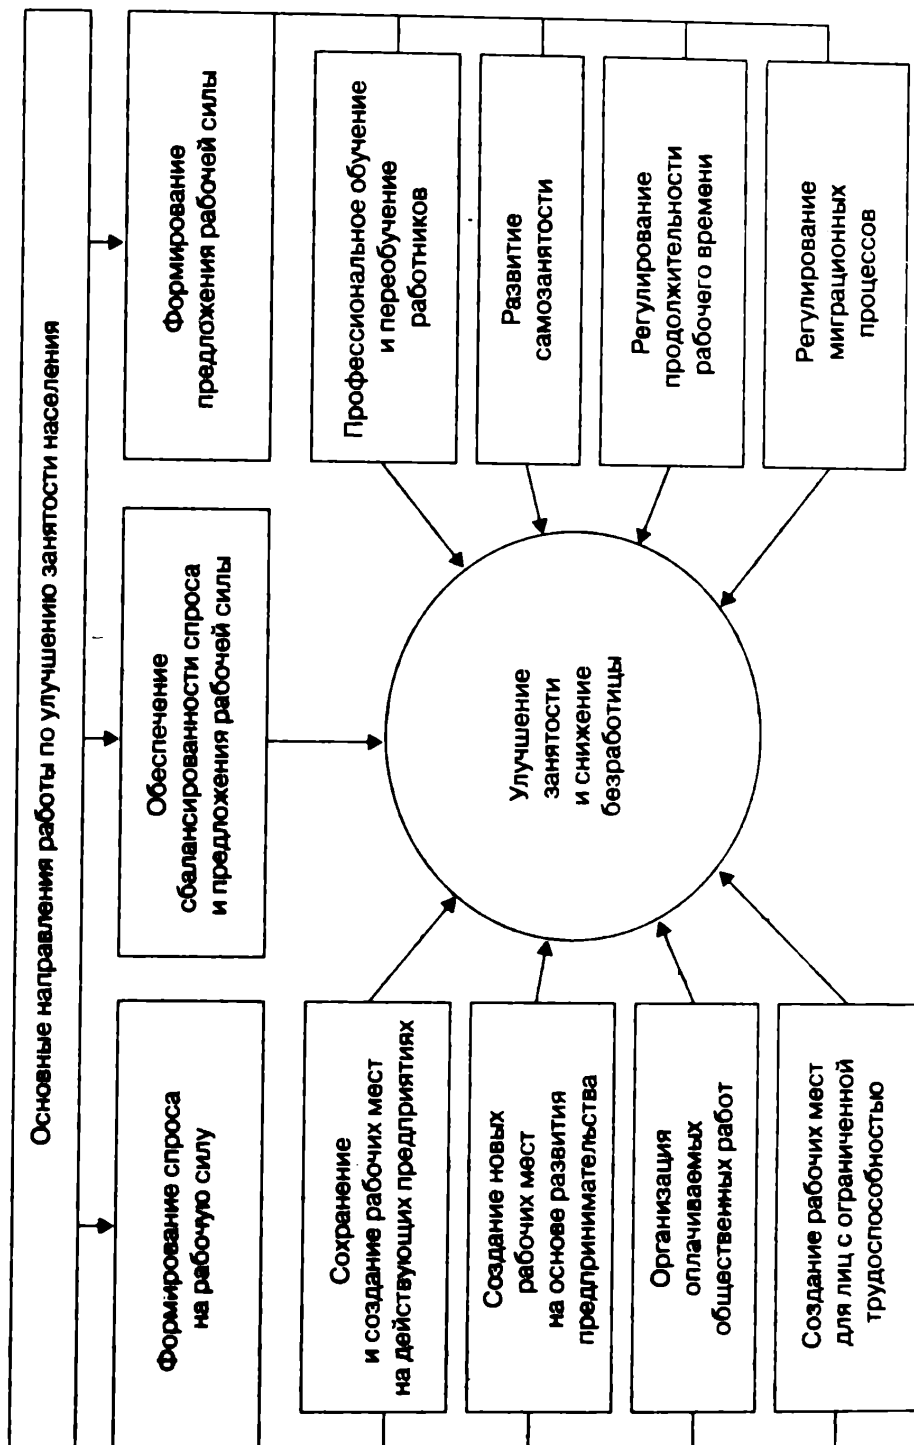 Основные направления работы по улучшению занятости населения
Формирование спроса
на рабочую силу
Обеспечение
сбалансированности спроса
и предложения рабочей силы
Формирование
предложения рабочей силы
Сохранение
и создание рабочих мест
на действующих предприятиях
Создание новых
рабочих мест
на основе развития
предпринимательства
Организация
оплачиваемых
общественных работ
Создание рабочих мест
для лиц с ограниченной
трудоспособностью
Улучшение
занятости
и снижение
безработицы
Профессиональное обучение
и переобучение
работников
Развитие
самозанятости
Регулирование
продолжительности
рабочего времени
Регулирование
миграционных
процессов